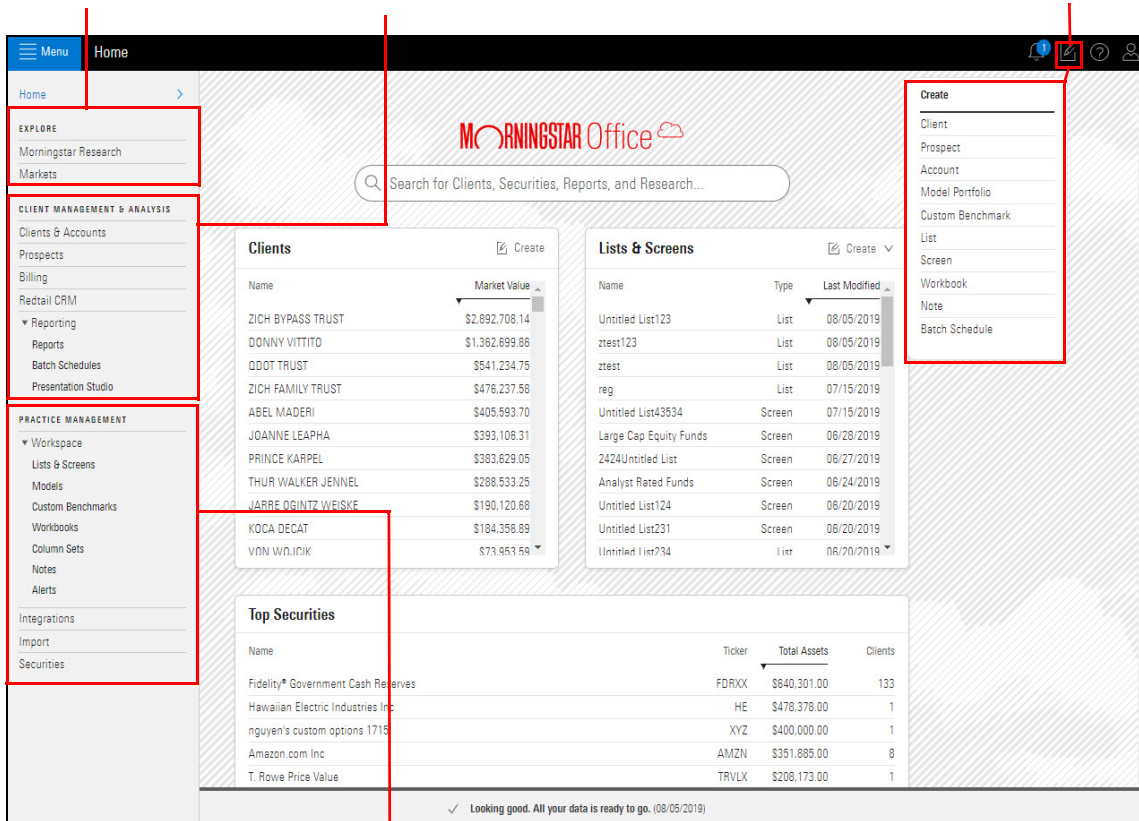 Menu
Home
1
Home
EXPLORE
Morningstar Research
Markets
CLIENT MANAGEMENT & ANALYSIS
Clients & Accounts
Prospects
Billing
Redtail CRM
Reporting
Reports
Batch Schedules
Presentation Studio
PRACTICE MANAGEMENT
Workspace
Lists & Screens
Models
Custom Benchmarks
Workbooks
Column Sets
Notes
Alerts
Integrations
Import
Securities
MORNINGSTAR Office
Search for Clients, Securities, Reports, and Research...
Clients Create
Name Market Value
ZICH BYPASS TRUST $2,892,708.14
DONNY VITTITO $1,362,699.86
QDOT TRUST $541,234.75
ZICH FAMILY TRUST $476,237.58
ABEL MADERI $405,593.70
JOANNE LEAPHA $393,106.31
PRINCE KARPEL $383,629.05
THUR WALKER JENNEL $288,533.25
JARRE OGINTZ WEISKE $190,120.68
KOCA DECAT $184,356.89
VON WOJCIK $73,953.59
Lists & Screens Create
Name Type Last Modified
Untitled List123 List 08/05/2019
ztest123 List 08/05/2019
ztest List 08/05/2019
reg List 07/15/2019
Untitled List43534 Screen 07/15/2019
Large Cap Equity Funds Screen 06/28/2019
2424Untitled List Screen 06/27/2019
Analyst Rated Funds Screen 06/24/2019
Untitled List124 Screen 06/20/2019
Untitled List231 Screen 06/20/2019
Untitled List234 List 06/20/2019
Create
Client
Prospect
Account
Model Portfolio
Custom Benchmark
List
Screen
Workbook
Note
Batch Schedule
Top Securities
Name Ticker Total Assets Clients
Fidelity® Government Cash Reserves FDRXX $640,301.00 133
Hawaiian Electric Industries Inc HE $478,378.00 1
nguyen's custom options 1715 XYZ $400,000.00 1
Amazon.com Inc AMZN $351,885.00 8
T. Rowe Price Value TRVLX $208,173.00 1
Looking good. All your data is ready to go. (08/05/2019)